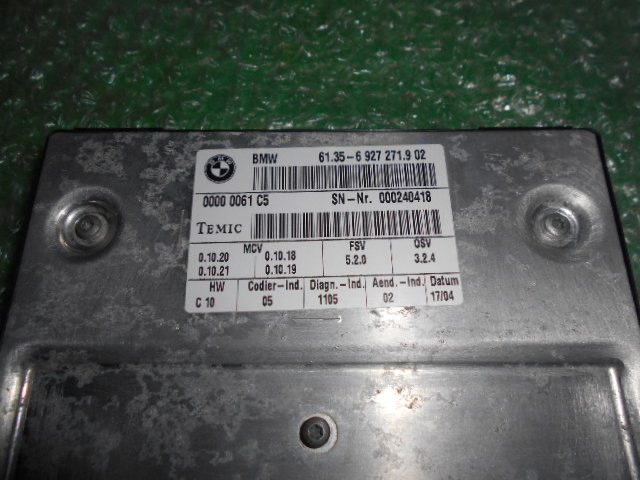 BMW 61.35-6 927 271.9 02
0000 0061 C5 SN-Nr. 000240418
TEMIC
MCV FSV OSV
0.10.20 0.10.18 5.2.0 3.2.4
0.10.21 0.10.19
HW Codier-Ind. Diagn.-Ind. Aend.-Ind. Datum
C 10 05 1105 02 17/04